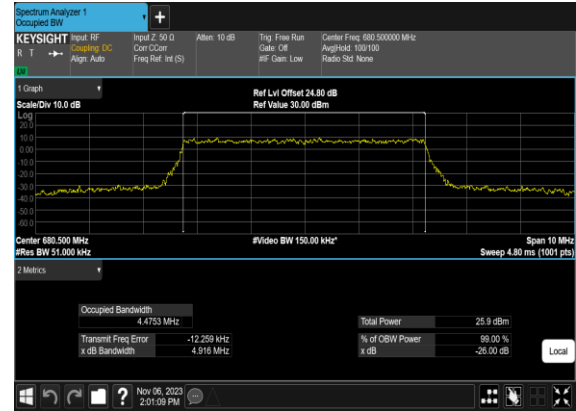 Spectrum Analyzer 1
Occupied BW
KEYSIGHT Input: RF Input Z: 50 Ω Atten: 10 dB Trig: Free Run Center Freq: 680.500000 MHz
R T Coupling: DC Corr CCorr Gate: Off Avg|Hold: 100/100
Align: Auto Freq Ref: Int (S) #IF Gain: Low Radio Std: None
LV
1 Graph
Ref Lvl Offset 24.80 dB
Scale/Div 10.0 dB Ref Value 30.00 dBm
Log
20.0
10.0
0.00
-10.0
-20.0
-30.0
-40.0
-50.0
-60.0
Center 680.500 MHz #Video BW 150.00 kHz* Span 10 MHz
#Res BW 51.000 kHz Sweep 4.80 ms (1001 pts)
2 Metrics
Occupied Bandwidth
4.4753 MHz Total Power 25.9 dBm
Transmit Freq Error -12.259 kHz % of OBW Power 99.00 %
x dB Bandwidth 4.916 MHz x dB -26.00 dB
Local
Nov 06, 2023
2:01:09 PM